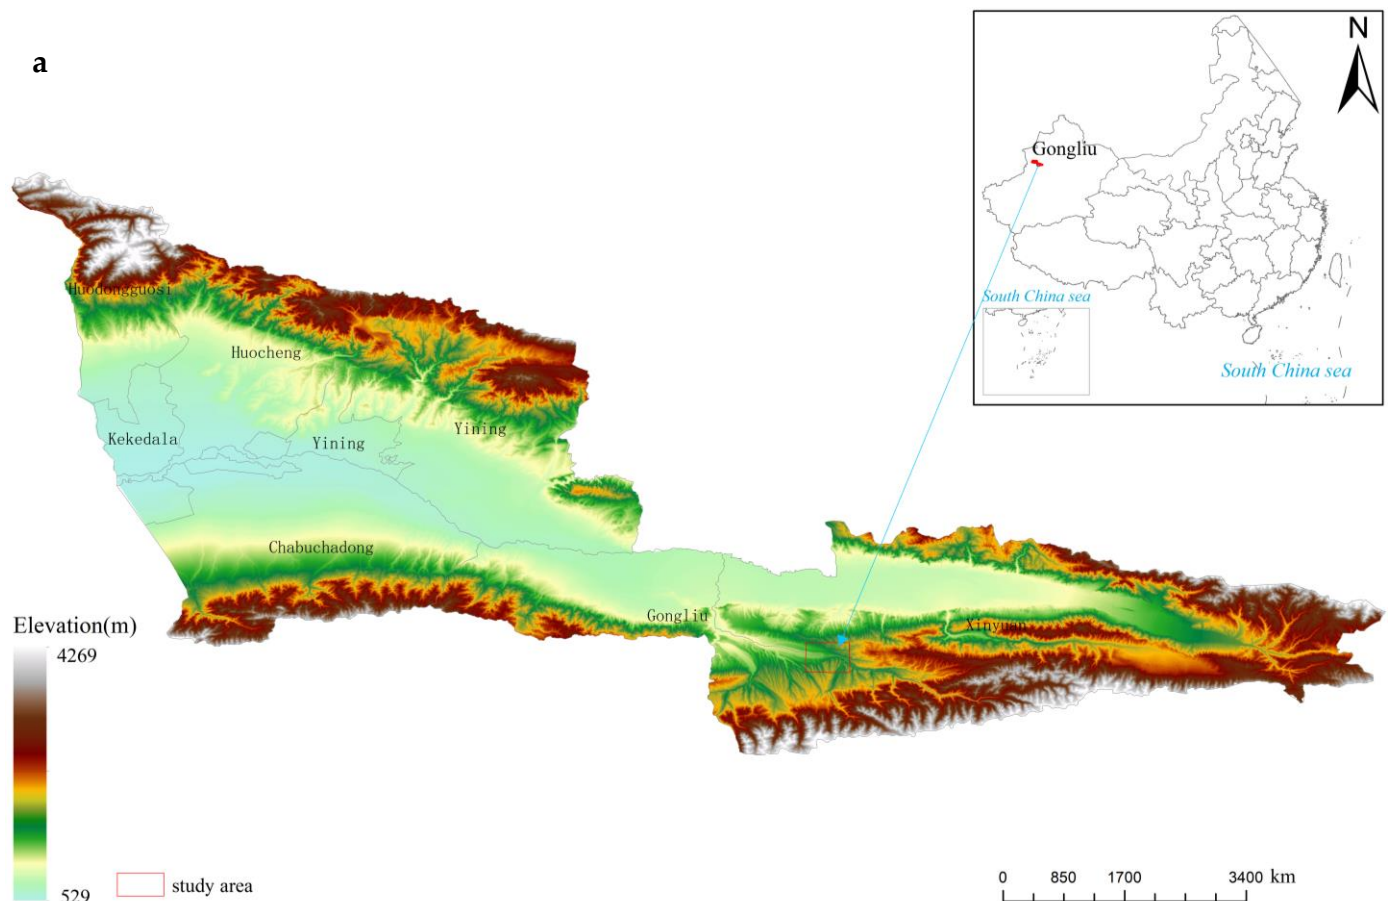 a
N
Gongliu
South China sea
South China sea
Huodongguosi
Huocheng
Kekedala
Yining
Yining
Chabuchadong
Gongliu
Xinyuan
Elevation(m)
4269
529
study area
0 850 1700 3400 km